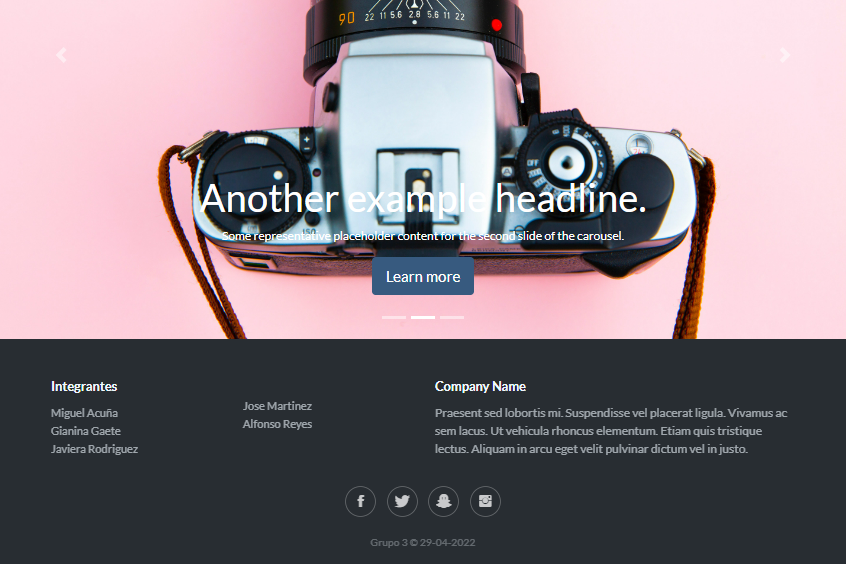 90 22 11 5.6 2.8 5.6 11 22
Another example headline.
Some representative placeholder content for the second slide of the carousel.
Learn more
Integrantes
Miguel Acuña
Gianina Gaete
Javiera Rodriguez
Jose Martinez
Alfonso Reyes
Company Name
Praesent sed lobortis mi. Suspendisse vel placerat ligula. Vivamus ac
sem lacus. Ut vehicula rhoncus elementum. Etiam quis tristique
lectus. Aliquam in arcu eget velit pulvinar dictum vel in justo.
Grupo 3 © 29-04-2022